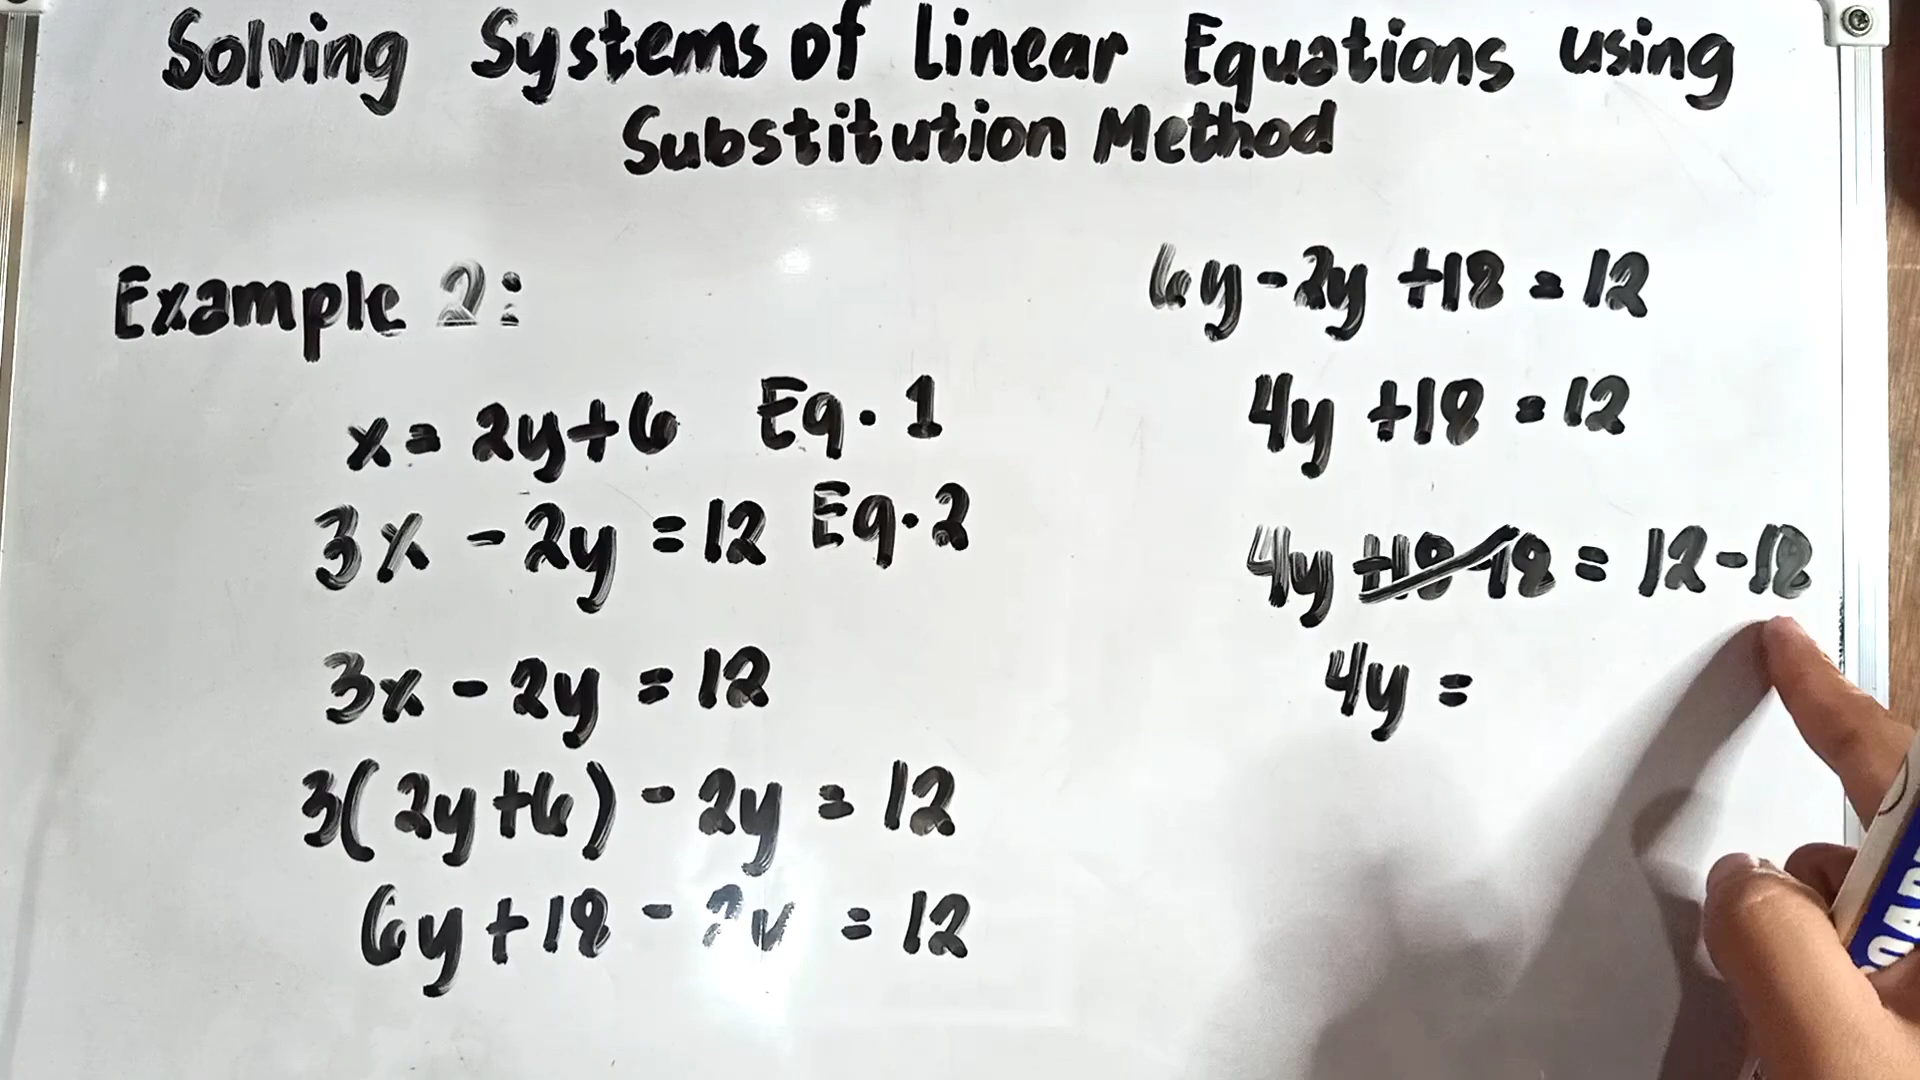 Solving Systems of Linear Equations using
Substitution Method
Example 2:
x = 2y+6 Eq. 1
3x - 2y = 12 Eq. 2
3x - 2y = 12
3(2y+6) - 2y = 12
6y + 18 - 2y = 12
6y - 2y + 18 = 12
4y + 18 = 12
4y +18 -18 = 12 - 18
4y =